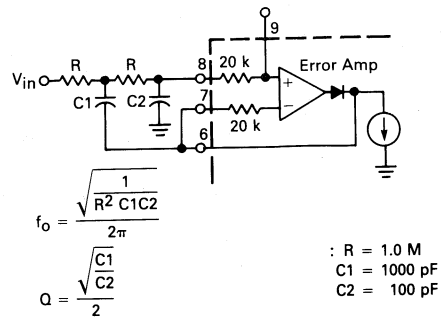 9
R
R
8
20 k
Error Amp
Vin
+
C1
C2
7
−
20 k
6
fo = √(1 / R² C1C2) / 2π
Q = √(C1 / C2) / 2
: R = 1.0 M
C1 = 1000 pF
C2 = 100 pF